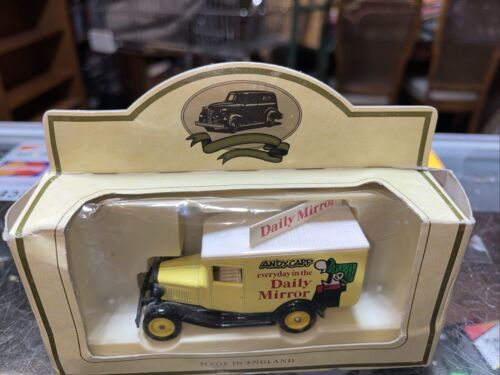 Daily Mirror
ANDY CAPP
everyday in the
Daily
Mirror
MADE IN ENGLAND